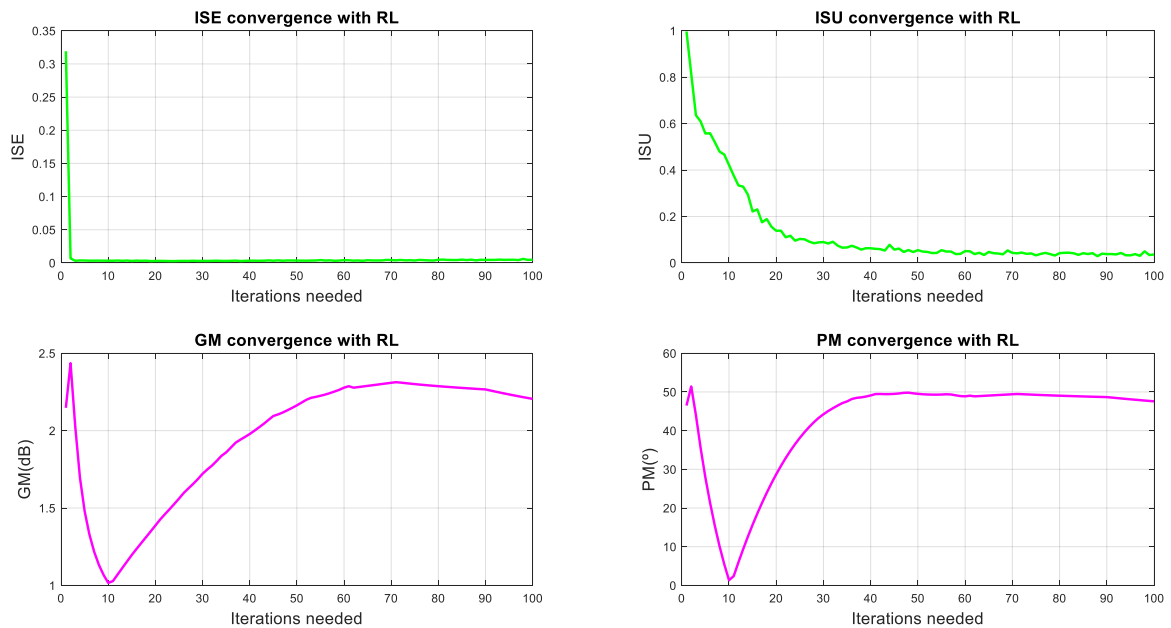 ISE convergence with RL
0.35
0.3
0.25
0.2
0.15
0.1
0.05
0
ISE
0 10 20 30 40 50 60 70 80 90 100
Iterations needed
ISU convergence with RL
1
0.8
0.6
0.4
0.2
0
ISU
0 10 20 30 40 50 60 70 80 90 100
Iterations needed
GM convergence with RL
2.5
2
1.5
1
GM(dB)
0 10 20 30 40 50 60 70 80 90 100
Iterations needed
PM convergence with RL
60
50
40
30
20
10
0
PM(º)
0 10 20 30 40 50 60 70 80 90 100
Iterations needed